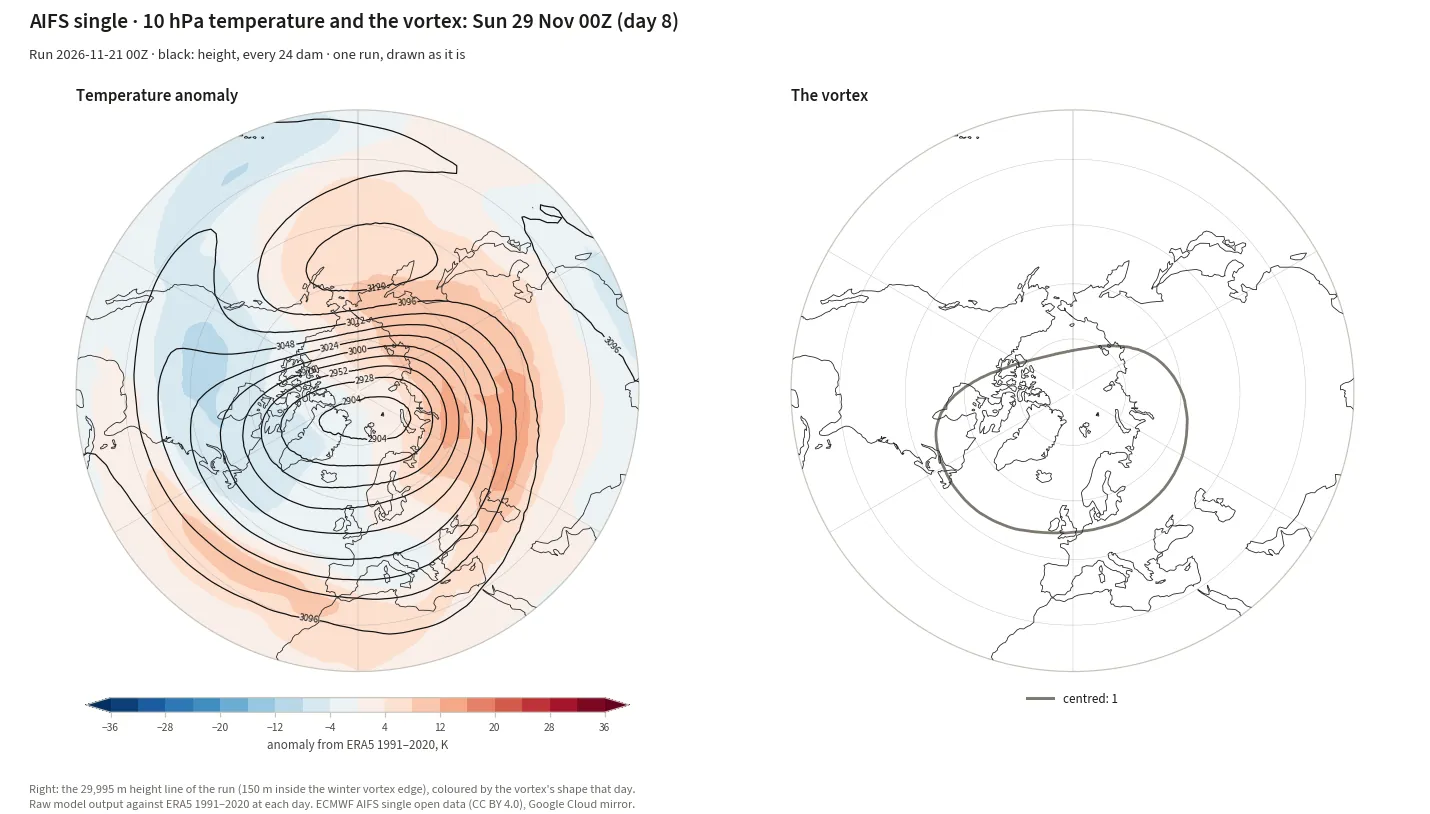 AIFS single · 10 hPa temperature and the vortex: Sun 29 Nov 00Z (day 8)
Run 2026-11-21 00Z · black: height, every 24 dam · one run, drawn as it is
Temperature anomaly
The vortex
3120
3096
3072
3048
3024
3000
2952
2928
2904
2904
3096
3096
centred: 1
−36 −28 −20 −12 −4 4 12 20 28 36
anomaly from ERA5 1991–2020, K
Right: the 29,995 m height line of the run (150 m inside the winter vortex edge), coloured by the vortex's shape that day.
Raw model output against ERA5 1991–2020 at each day. ECMWF AIFS single open data (CC BY 4.0), Google Cloud mirror.